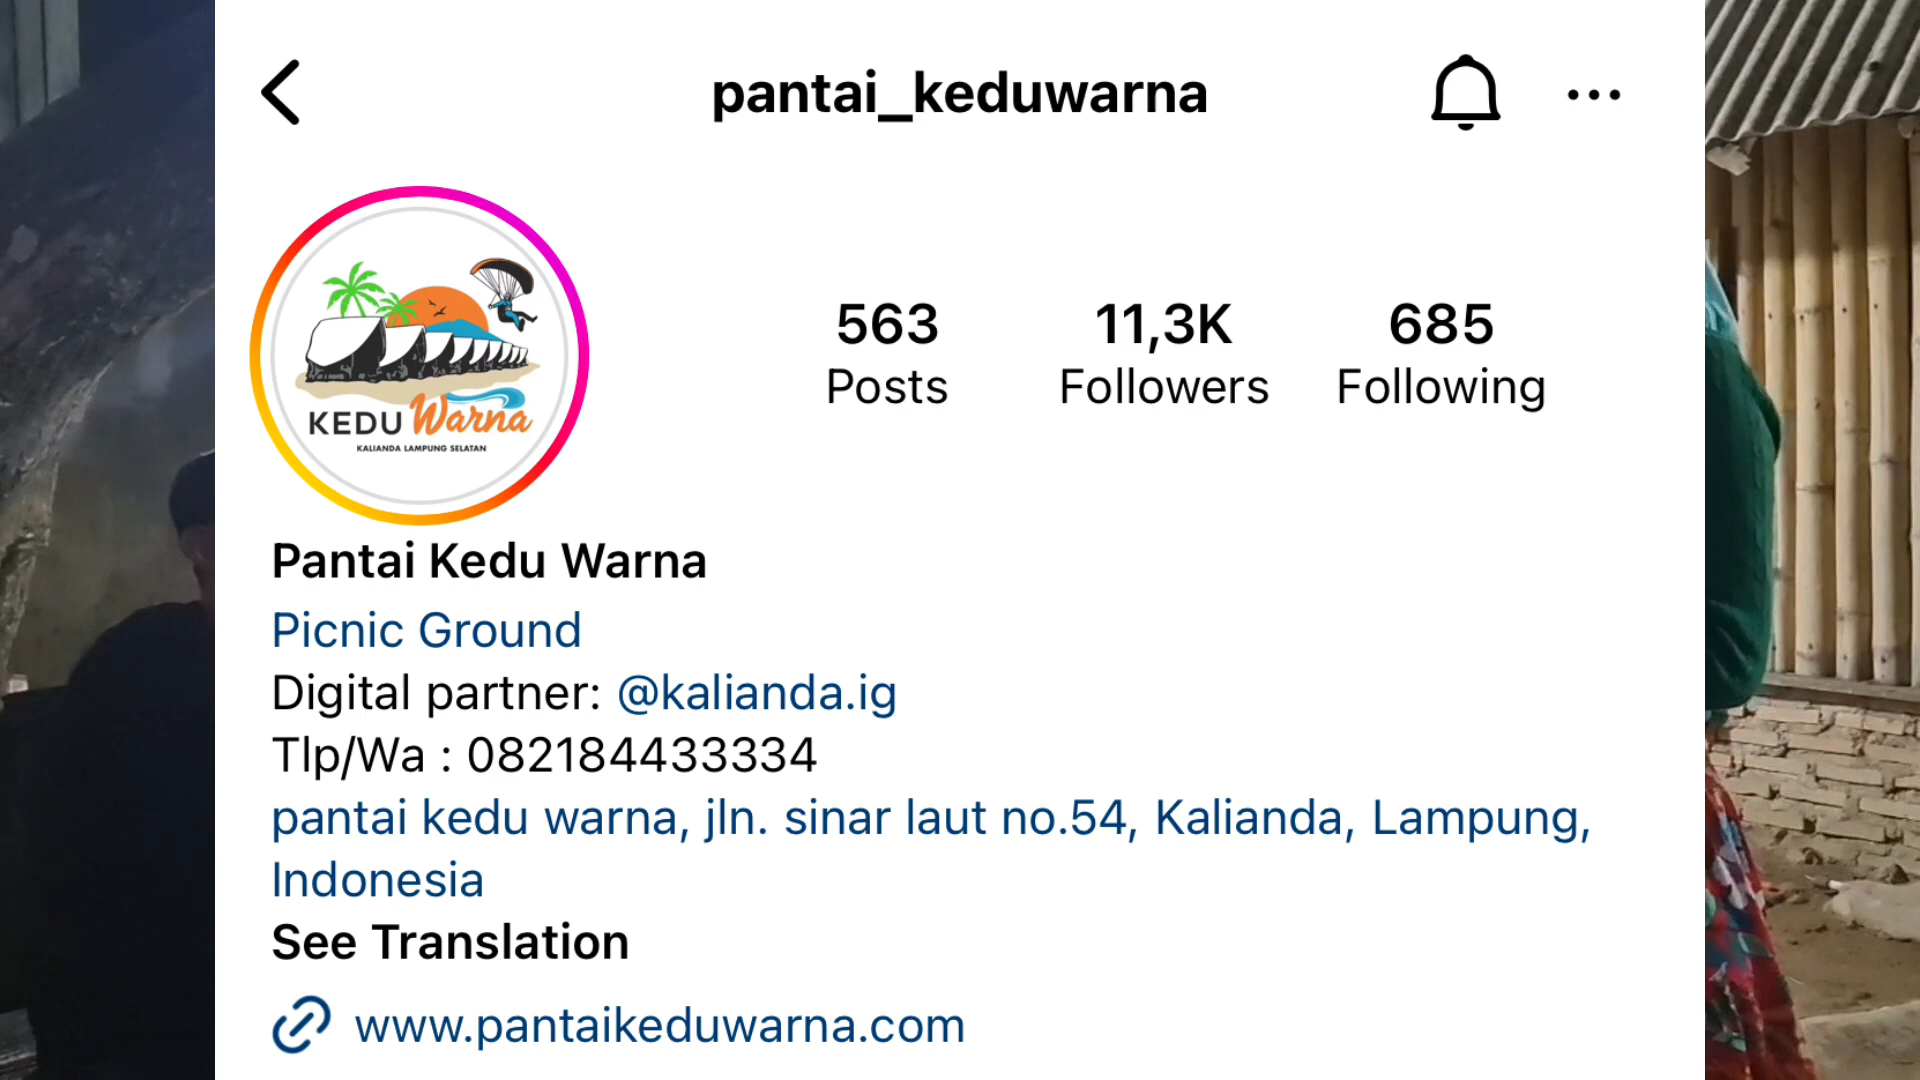 pantai_keduwarna
KEDU Warna
KALIANDA LAMPUNG SELATAN
563
11,3K
685
Posts
Followers
Following
Pantai Kedu Warna
Picnic Ground
Digital partner: @kalianda.ig
Tlp/Wa : 082184433334
pantai kedu warna, jln. sinar laut no.54, Kalianda, Lampung,
Indonesia
See Translation
www.pantaikeduwarna.com